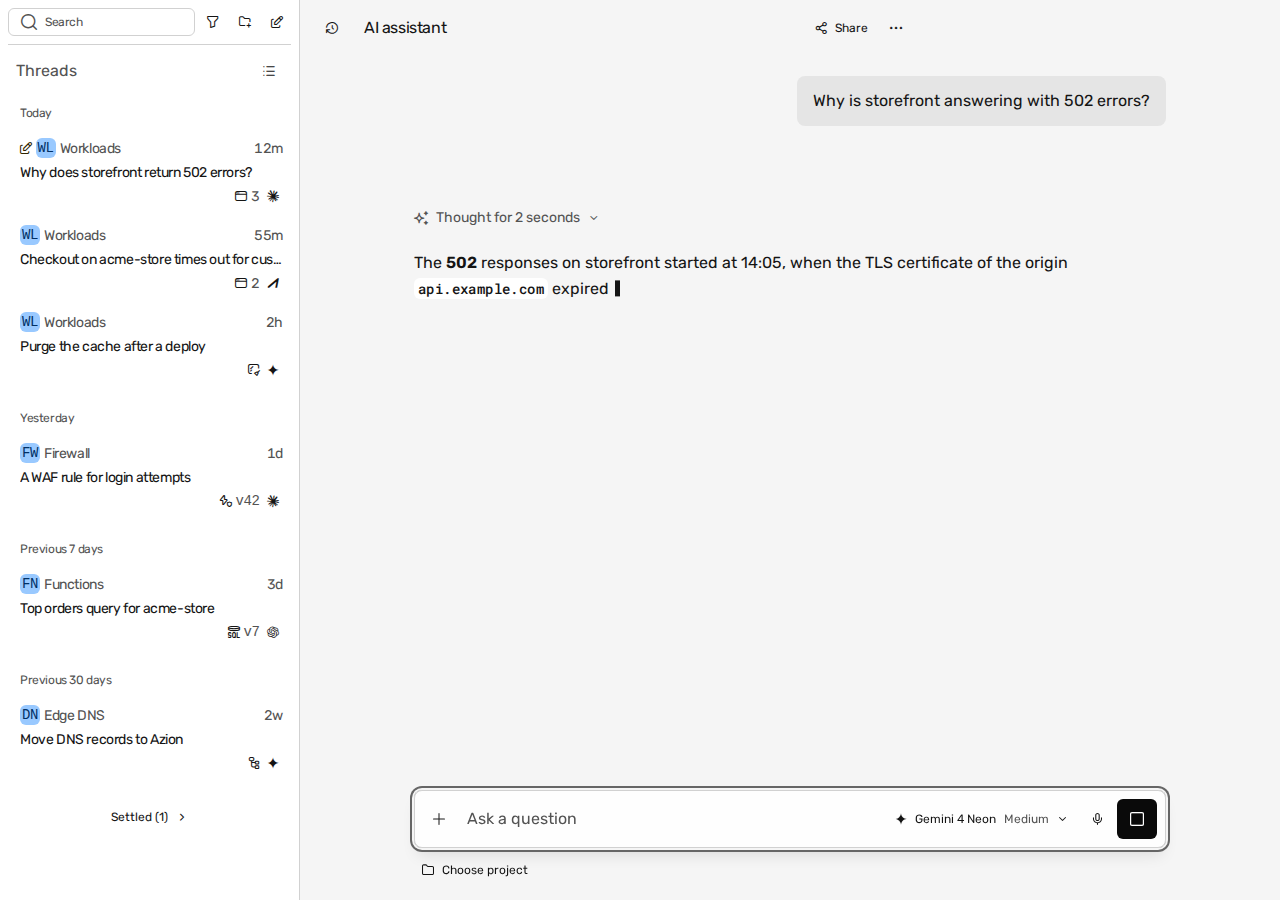 Search
Threads
Today
WL Workloads 12m
Why does storefront return 502 errors?
3
WL Workloads 55m
Checkout on acme-store times out for cus…
2
WL Workloads 2h
Purge the cache after a deploy
Yesterday
FW Firewall 1d
A WAF rule for login attempts
v42
Previous 7 days
FN Functions 3d
Top orders query for acme-store
v7
Previous 30 days
DN Edge DNS 2w
Move DNS records to Azion
Settled (1)
AI assistant
Share
Why is storefront answering with 502 errors?
Thought for 2 seconds
The 502 responses on storefront started at 14:05, when the TLS certificate of the origin
api.example.com expired
Ask a question
Gemini 4 Neon Medium
Choose project